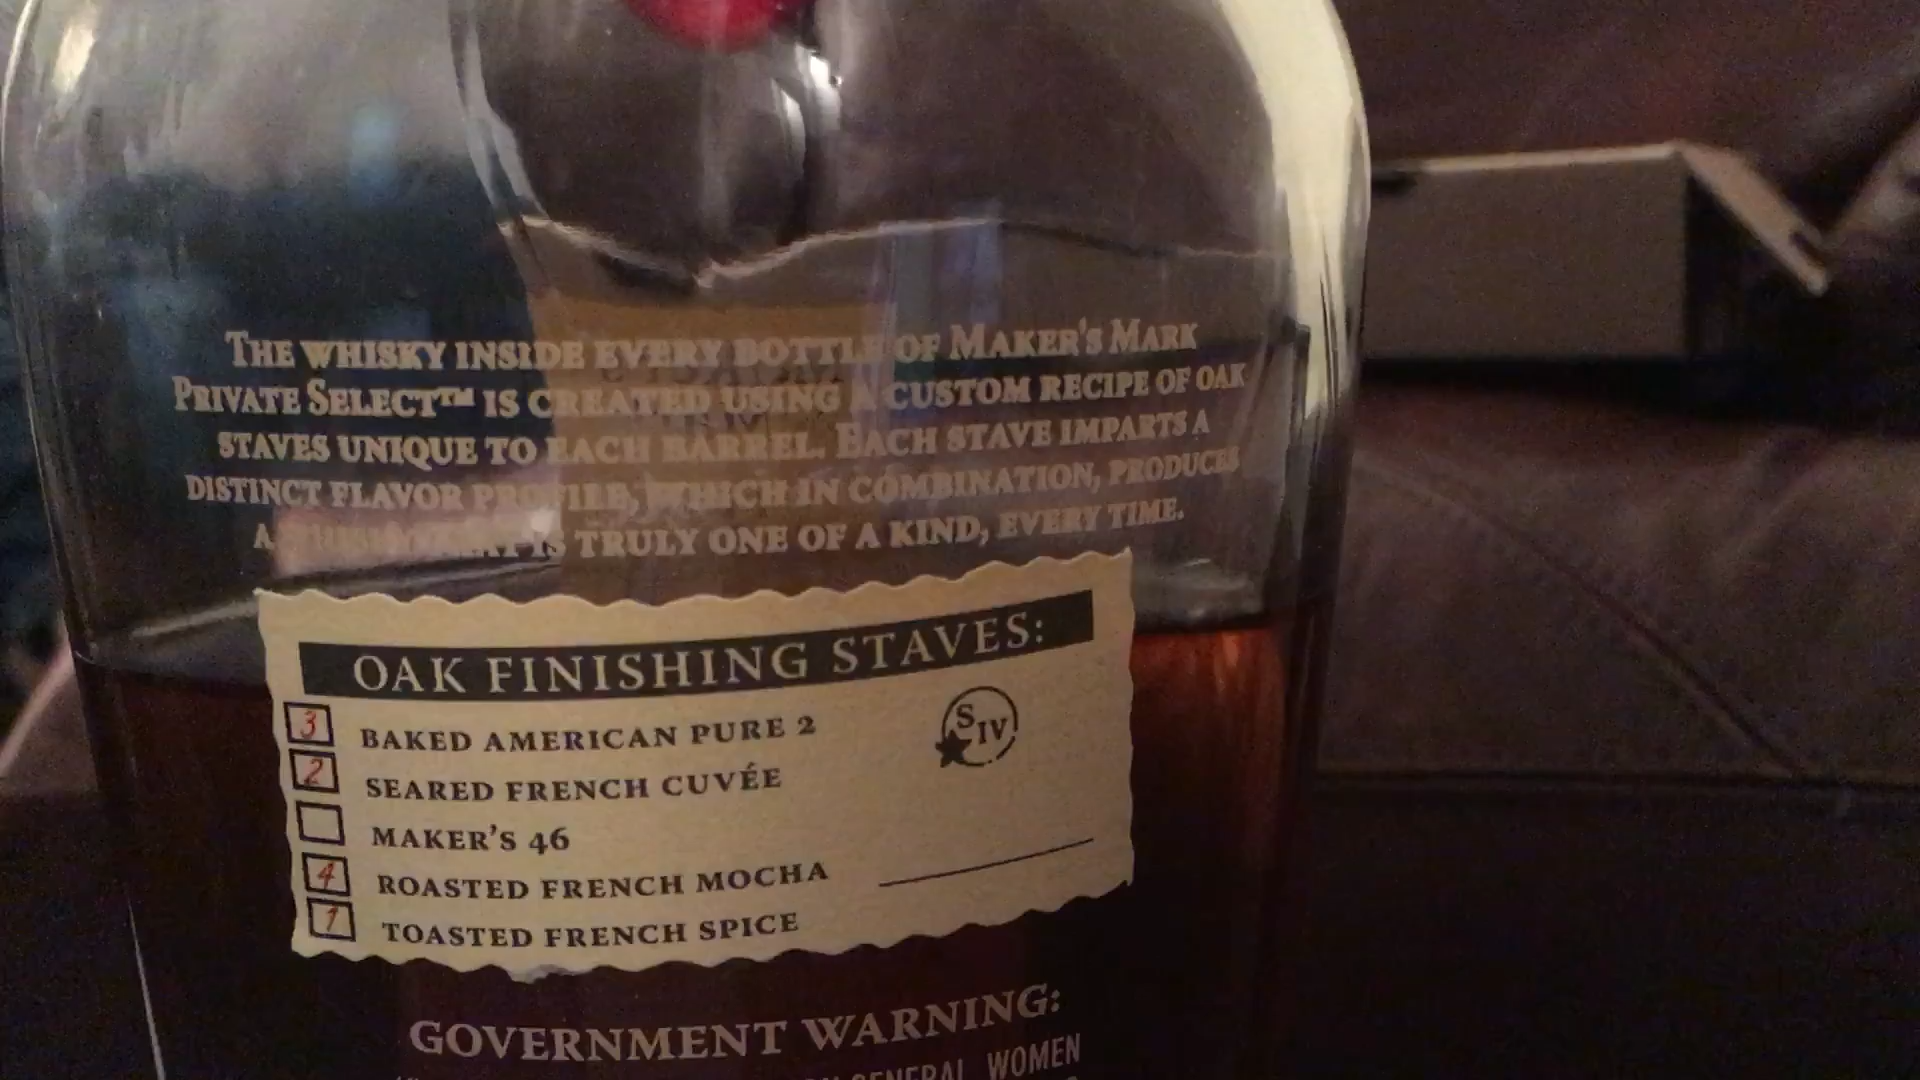 THE WHISKY INSIDE EVERY BOTTLE OF MAKER'S MARK
PRIVATE SELECT™ IS CREATED USING A CUSTOM RECIPE OF OAK
STAVES UNIQUE TO EACH BARREL. EACH STAVE IMPARTS A
DISTINCT FLAVOR PROFILE, WHICH IN COMBINATION, PRODUCES
A IS TRULY ONE OF A KIND, EVERY TIME.
OAK FINISHING STAVES:
3 BAKED AMERICAN PURE 2
S IV
2 SEARED FRENCH CUVÉE
MAKER'S 46
4 ROASTED FRENCH MOCHA
1 TOASTED FRENCH SPICE
GOVERNMENT WARNING:
GENERAL WOMEN